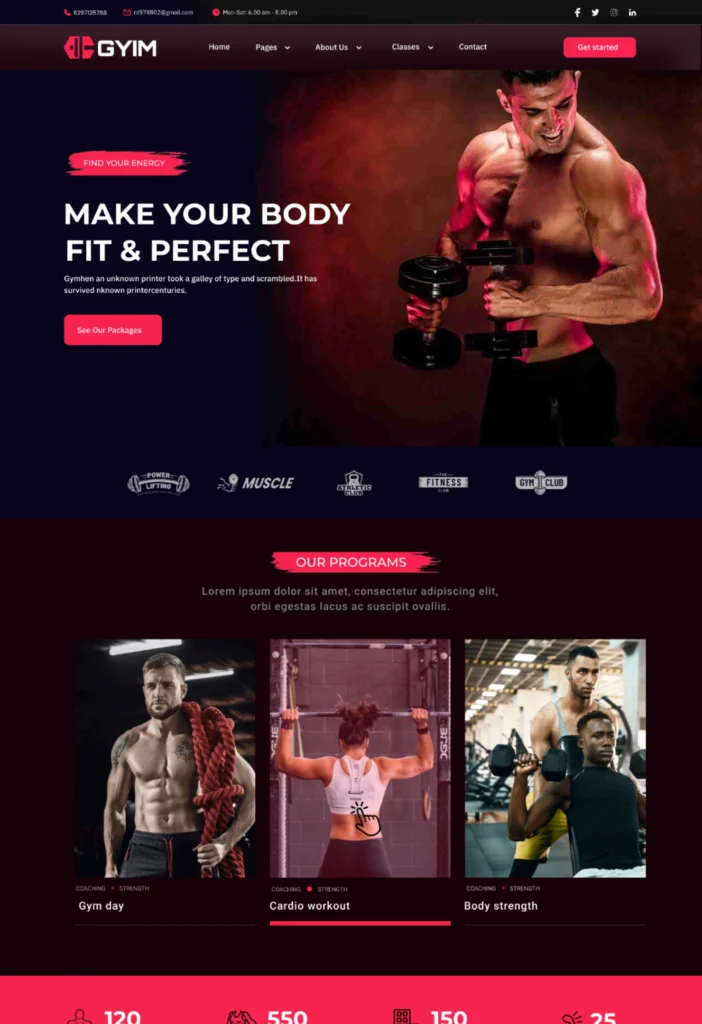 6297125768 rd578802@gmail.com Mon-Sat: 6.00 am - 8.00 pm
GYIM Home Pages About Us Classes Contact Get started
FIND YOUR ENERGY
MAKE YOUR BODY
FIT & PERFECT
Gymhen an unknown printer took a galley of type and scrambled.It has
survived nknown printercenturies.
See Our Packages
POWER
LIFTING
MUSCLE
ATHLETIC
CLUB
THE
FITNESS
CLUB
GYM CLUB
OUR PROGRAMS
Lorem ipsum dolor sit amet, consectetur adipiscing elit,
orbi egestas lacus ac suscipit ovallis.
ROGUE
COACHING STRENGTH
Gym day
COACHING STRENGTH
Cardio workout
COACHING STRENGTH
Body strength
120 550 150 25